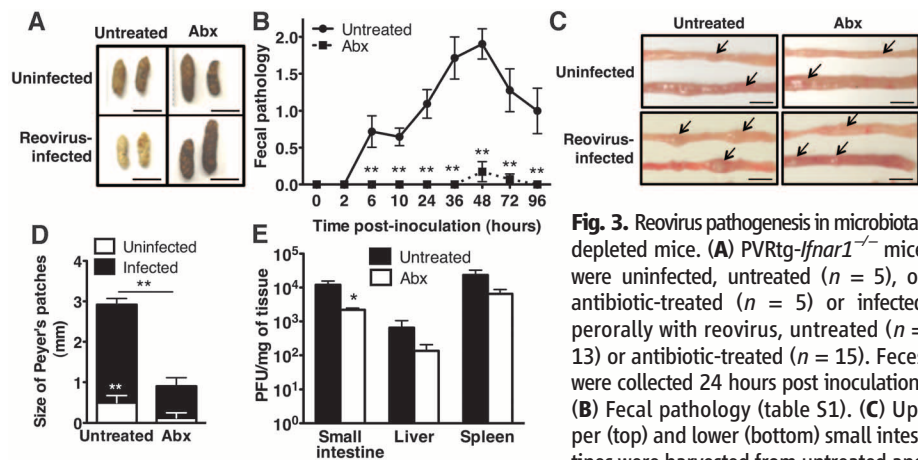 A
Untreated Abx
Uninfected
Reovirus-
infected
B
Fecal pathology
2.0
1.5
1.0
0.5
0.0
Untreated
Abx
** ** ** ** ** ** ** **
0 2 6 10 24 36 48 72 96
Time post-inoculation (hours)
C
Untreated Abx
Uninfected
Reovirus-
infected
D
Size of Peyer's patches
(mm)
4
3
2
1
0
Uninfected
Infected
**
**
Untreated Abx
E
PFU/mg of tissue
10⁵
10⁴
10³
10²
10¹
10⁰
Untreated
Abx
*
Small Liver Spleen
intestine
Fig. 3. Reovirus pathogenesis in microbiota
depleted mice. (A) PVRtg-Ifnar1⁻/⁻ mice
were uninfected, untreated (n = 5), o
antibiotic-treated (n = 5) or infected
perorally with reovirus, untreated (n =
13) or antibiotic-treated (n = 15). Feces
were collected 24 hours post inoculation
(B) Fecal pathology (table S1). (C) Up
per (top) and lower (bottom) small intes
tines were harvested from untreated and